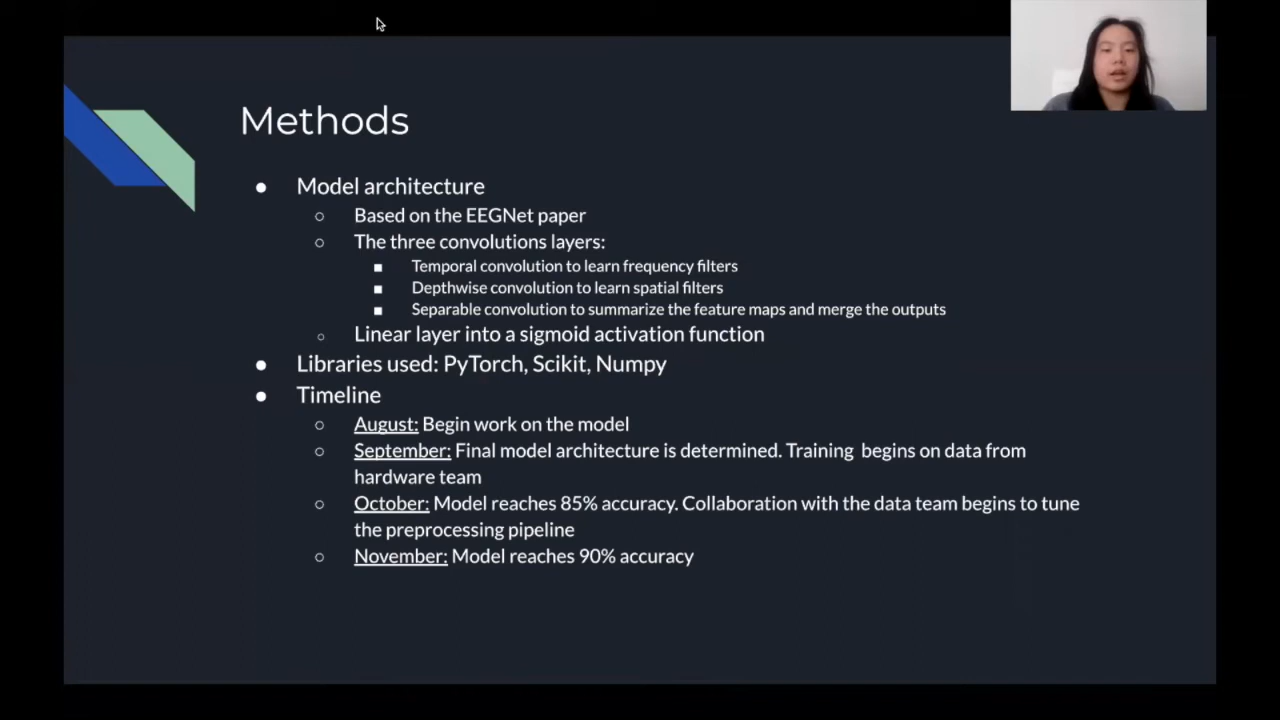 Methods
● Model architecture
○ Based on the EEGNet paper
○ The three convolutions layers:
■ Temporal convolution to learn frequency filters
■ Depthwise convolution to learn spatial filters
■ Separable convolution to summarize the feature maps and merge the outputs
○ Linear layer into a sigmoid activation function
● Libraries used: PyTorch, Scikit, Numpy
● Timeline
○ August: Begin work on the model
○ September: Final model architecture is determined. Training begins on data from
hardware team
○ October: Model reaches 85% accuracy. Collaboration with the data team begins to tune
the preprocessing pipeline
○ November: Model reaches 90% accuracy